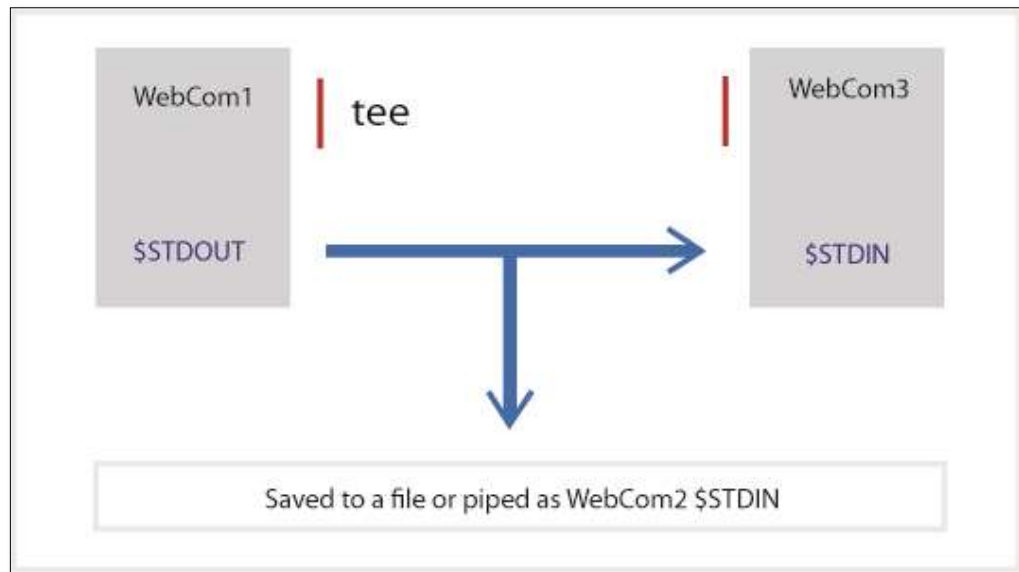 WebCom1
tee
WebCom3
$STDOUT
$STDIN
Saved to a file or piped as WebCom2 $STDIN